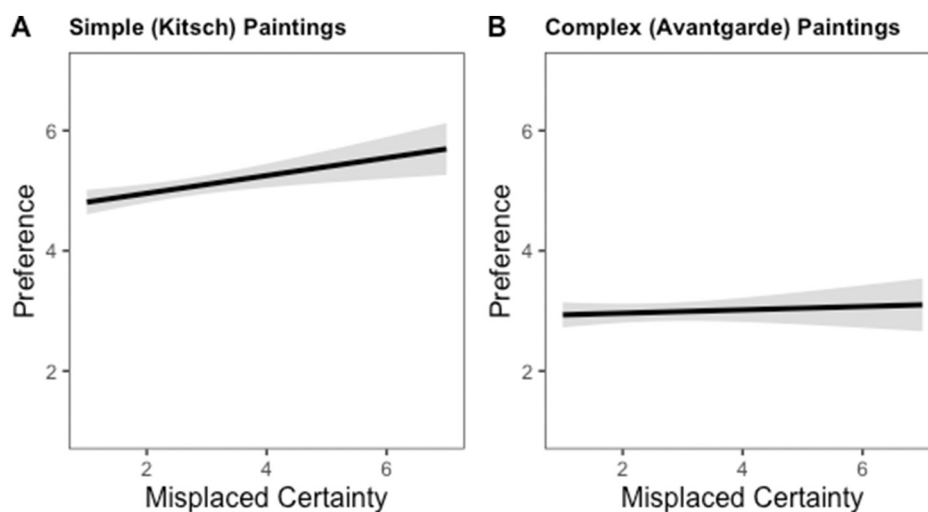 A Simple (Kitsch) Paintings
6
4
2
Preference
2 4 6
Misplaced Certainty
B Complex (Avantgarde) Paintings
6
4
2
Preference
2 4 6
Misplaced Certainty